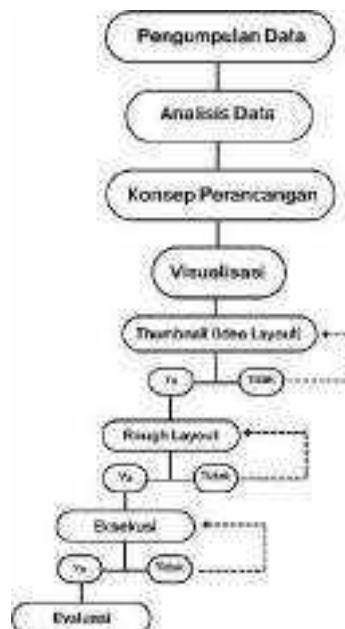 Pengumpulan Data
Analisis Data
Konsep Perancangan
Visualisasi
Thumbnail (Idea Layout)
Ya Tidak
Rough Layout
Ya Tidak
Eksekusi
Ya Tidak
Evaluasi